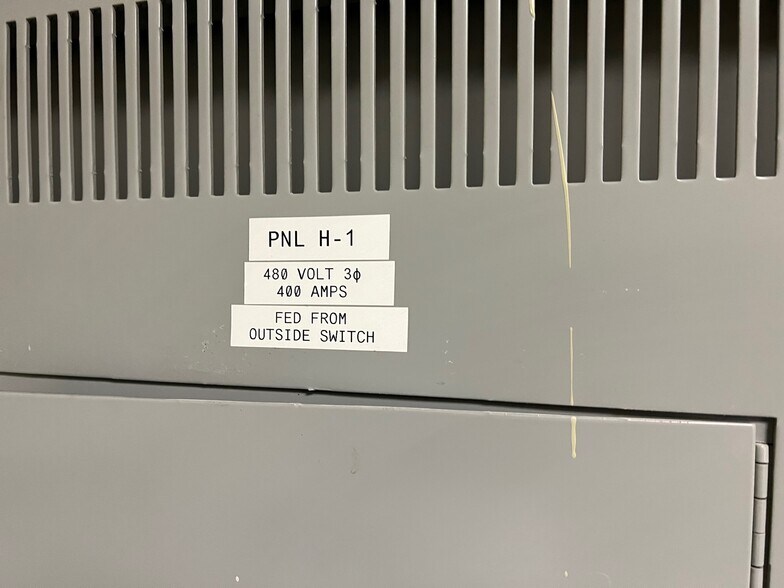 PNL H-1
480 VOLT 3ϕ
400 AMPS
FED FROM
OUTSIDE SWITCH